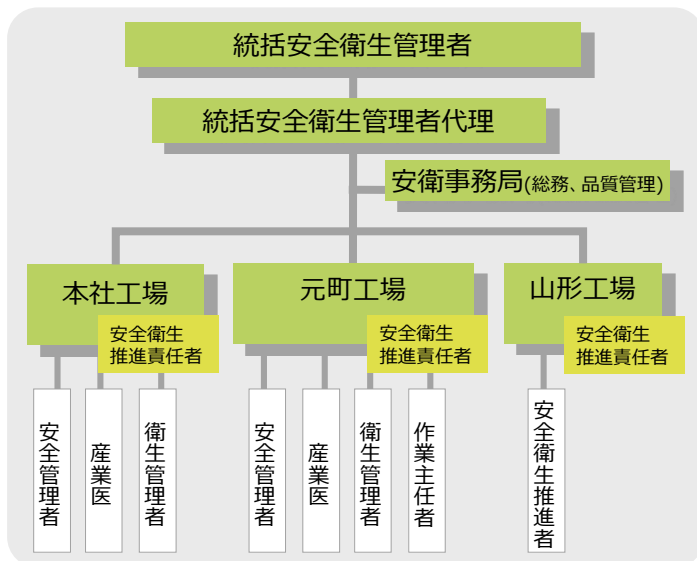 統括安全衛生管理者
統括安全衛生管理者代理
安衛事務局(総務、品質管理)
本社工場
安全衛生
推進責任者
安全管理者
産業医
衛生管理者
元町工場
安全衛生
推進責任者
安全管理者
産業医
衛生管理者
作業主任者
山形工場
安全衛生
推進責任者
安全衛生推進者